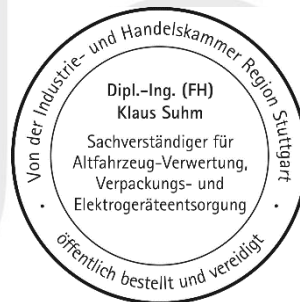 Von der Industrie- und Handelskammer Region Stuttgart
Dipl.-Ing. (FH)
Klaus Suhm
Sachverständiger für
Altfahrzeug-Verwertung,
Verpackungs- und
Elektrogeräteentsorgung
· öffentlich bestellt und vereidigt ·